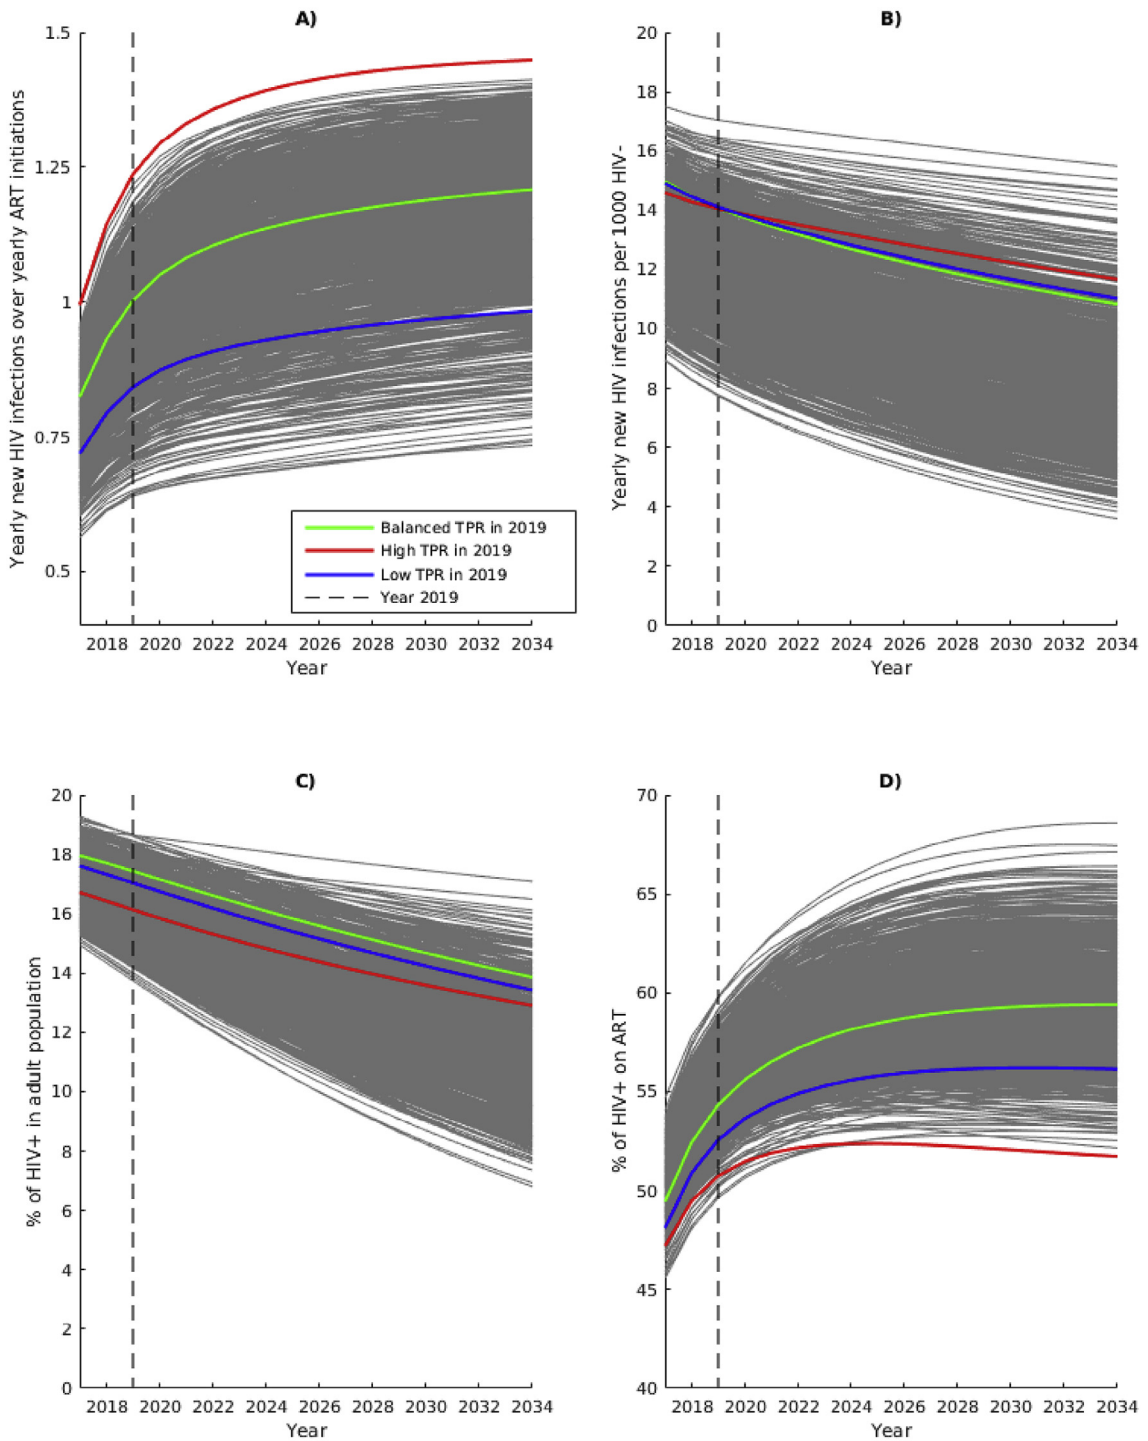 A)
Yearly new HIV infections over yearly ART initiations
1.5
1.25
1
0.75
0.5
Balanced TPR in 2019
High TPR in 2019
Low TPR in 2019
Year 2019
2018 2020 2022 2024 2026 2028 2030 2032 2034
Year
B)
Yearly new HIV infections per 1000 HIV-
20
18
16
14
12
10
8
6
4
2
0
2018 2020 2022 2024 2026 2028 2030 2032 2034
Year
C)
% of HIV+ in adult population
20
18
16
14
12
10
8
6
4
2
0
2018 2020 2022 2024 2026 2028 2030 2032 2034
Year
D)
% of HIV+ on ART
70
65
60
55
50
45
40
2018 2020 2022 2024 2026 2028 2030 2032 2034
Year